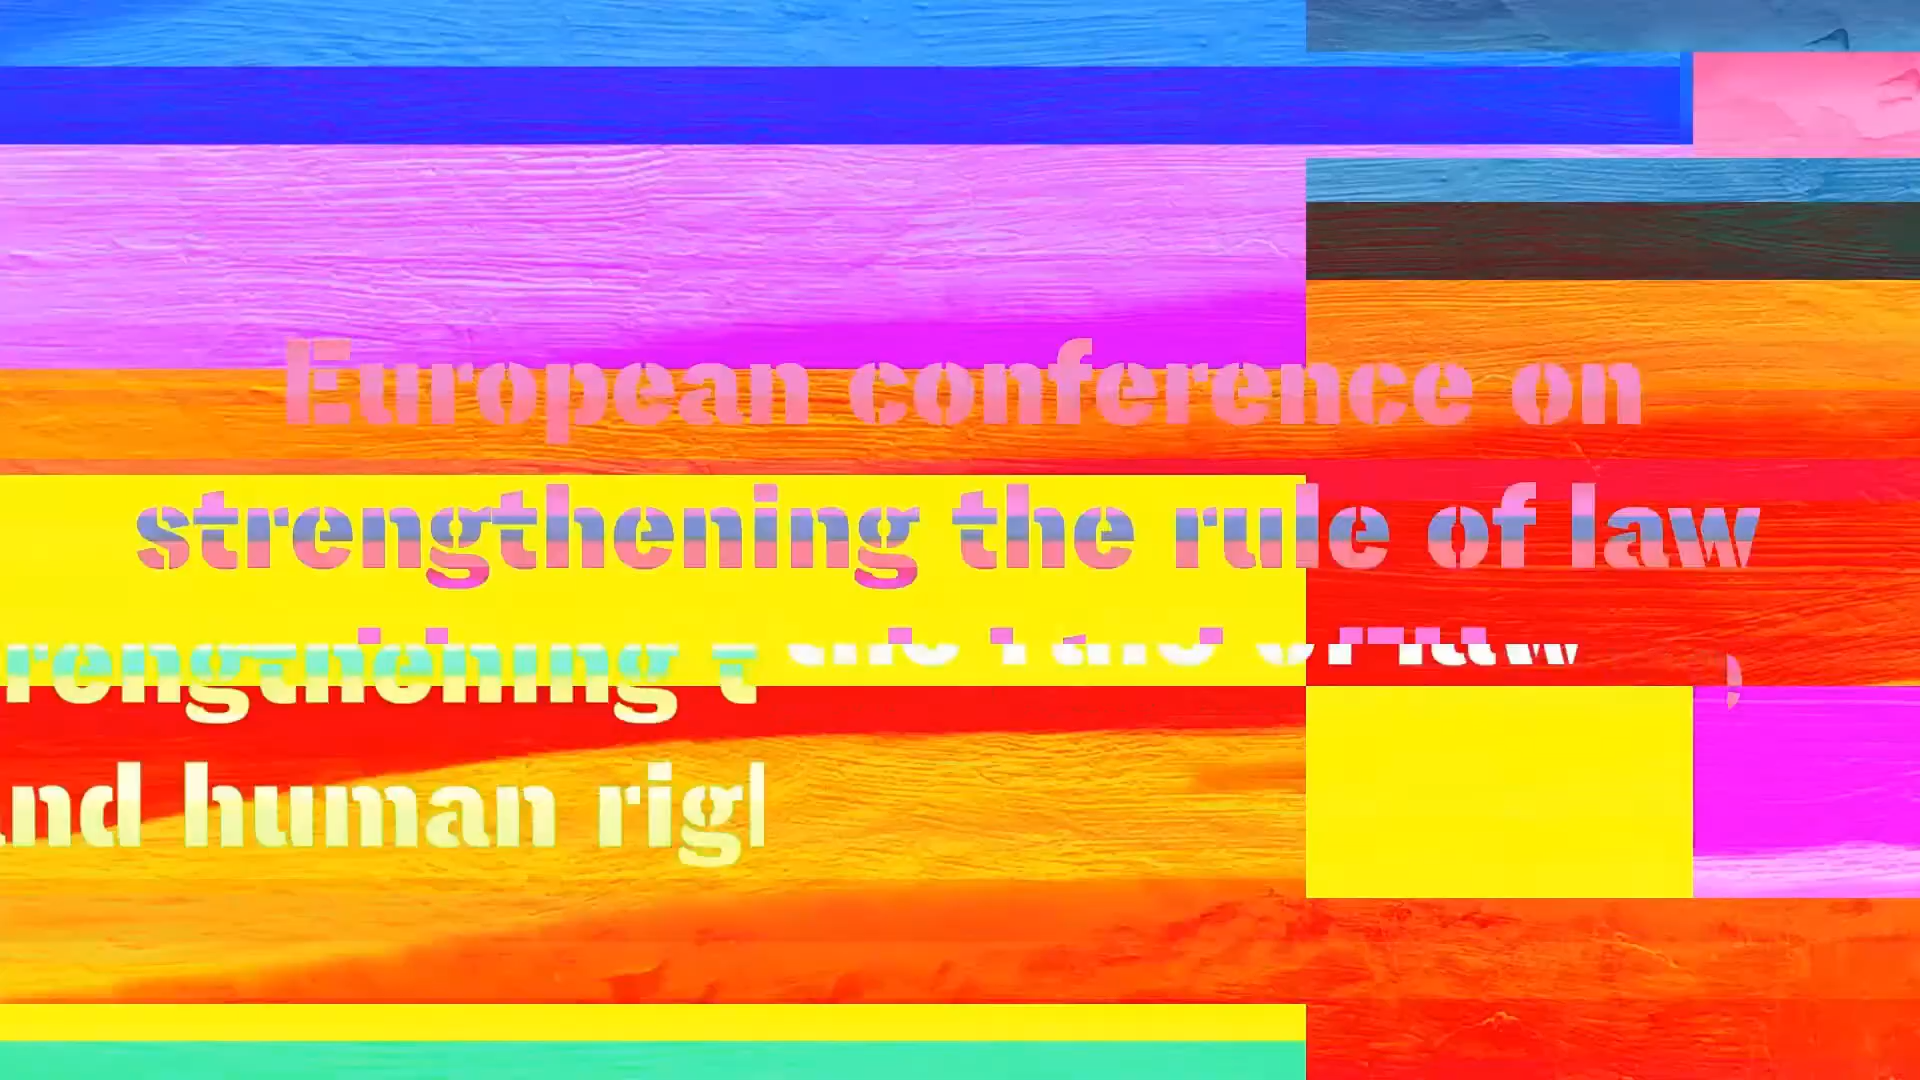 European conference on
strengthening the rule of law
rengthening t
nd human rig